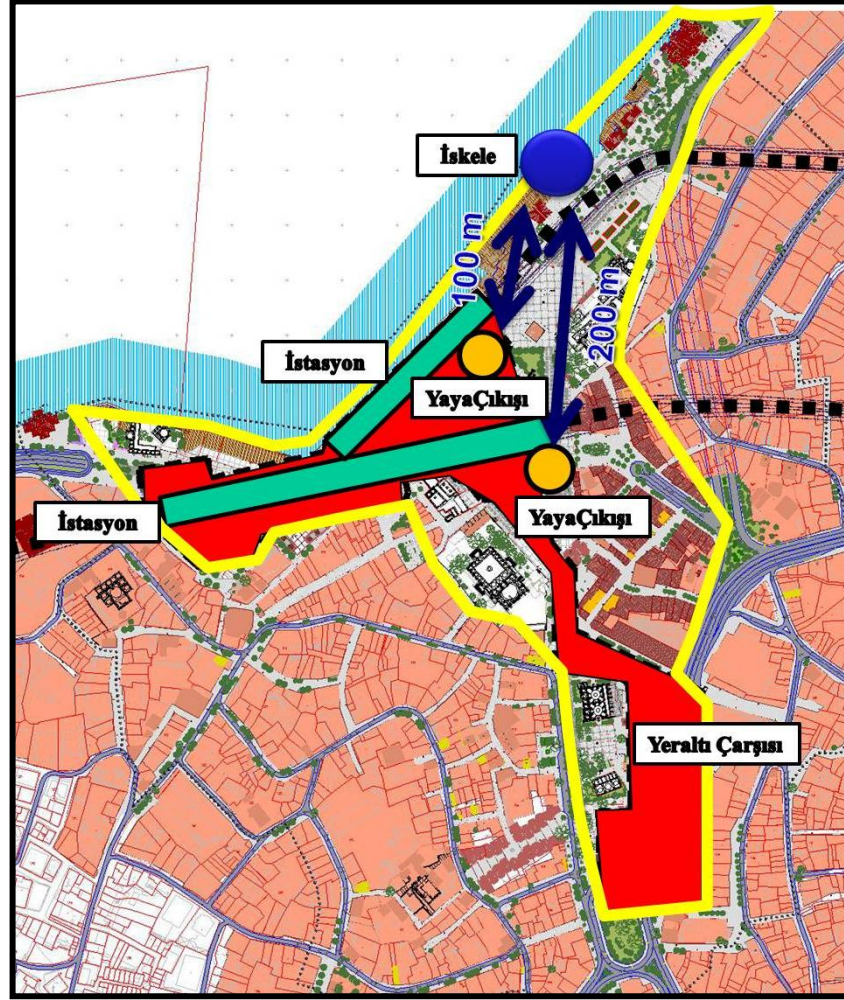 İskele
100 m
200 m
İstasyon
YayaÇıkışı
İstasyon
YayaÇıkışı
Yeraltı Çarşısı